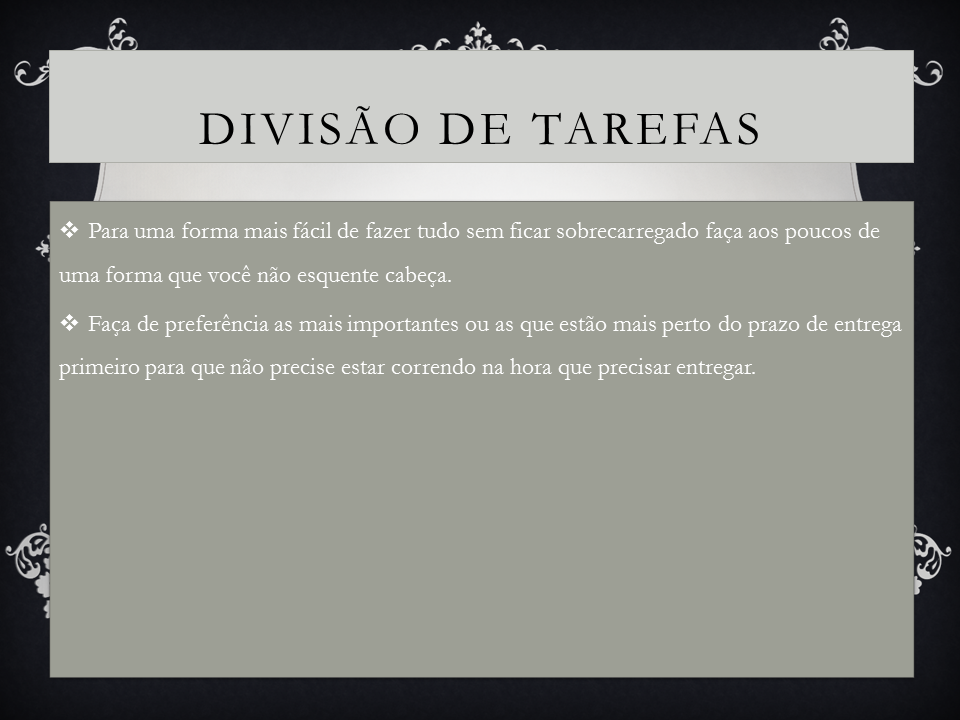 DIVISÃO DE TAREFAS
❖ Para uma forma mais fácil de fazer tudo sem ficar sobrecarregado faça aos poucos de
uma forma que você não esquente cabeça.
❖ Faça de preferência as mais importantes ou as que estão mais perto do prazo de entrega
primeiro para que não precise estar correndo na hora que precisar entregar.